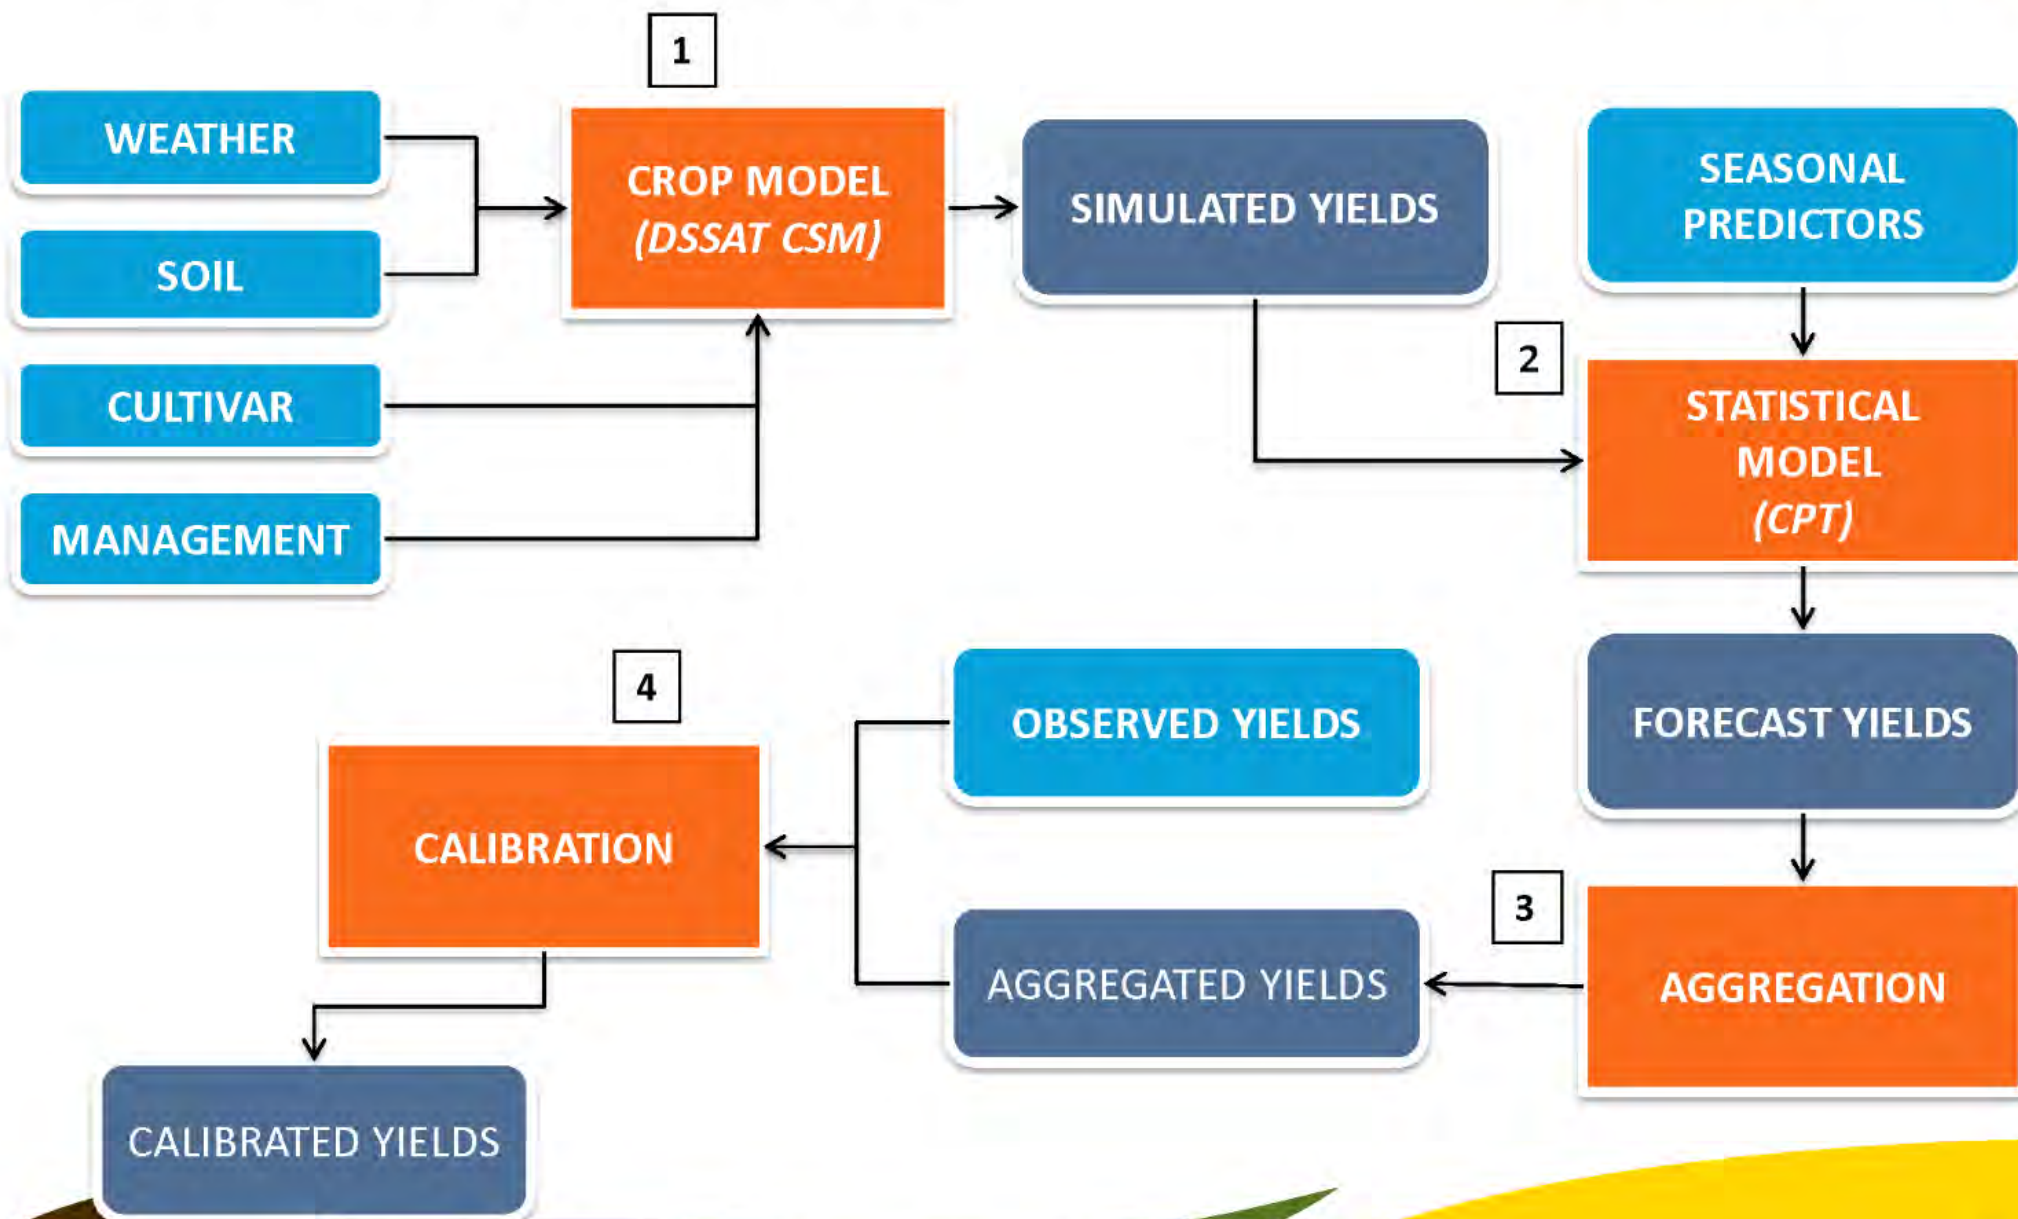 1
WEATHER
SOIL
CULTIVAR
MANAGEMENT
CROP MODEL
(DSSAT CSM)
SIMULATED YIELDS
SEASONAL
PREDICTORS
2
STATISTICAL
MODEL
(CPT)
FORECAST YIELDS
3
AGGREGATION
AGGREGATED YIELDS
OBSERVED YIELDS
4
CALIBRATION
CALIBRATED YIELDS